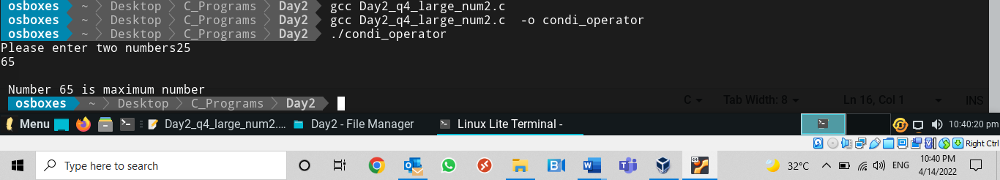 osboxes ~ Desktop C_Programs Day2 gcc Day2_q4_large_num2.c
osboxes ~ Desktop C_Programs Day2 gcc Day2_q4_large_num2.c -o condi_operator
osboxes ~ Desktop C_Programs Day2 ./condi_operator
Please enter two numbers25
65
Number 65 is maximum number
osboxes ~ Desktop C_Programs Day2
C Tab Width: 8 Ln 16, Col 1 INS
Menu Day2_q4_large_num2.... Day2 - File Manager Linux Lite Terminal - 10:40:20 pm
Right Ctrl
Type here to search 32°C ENG 10:40 PM
4/14/2022